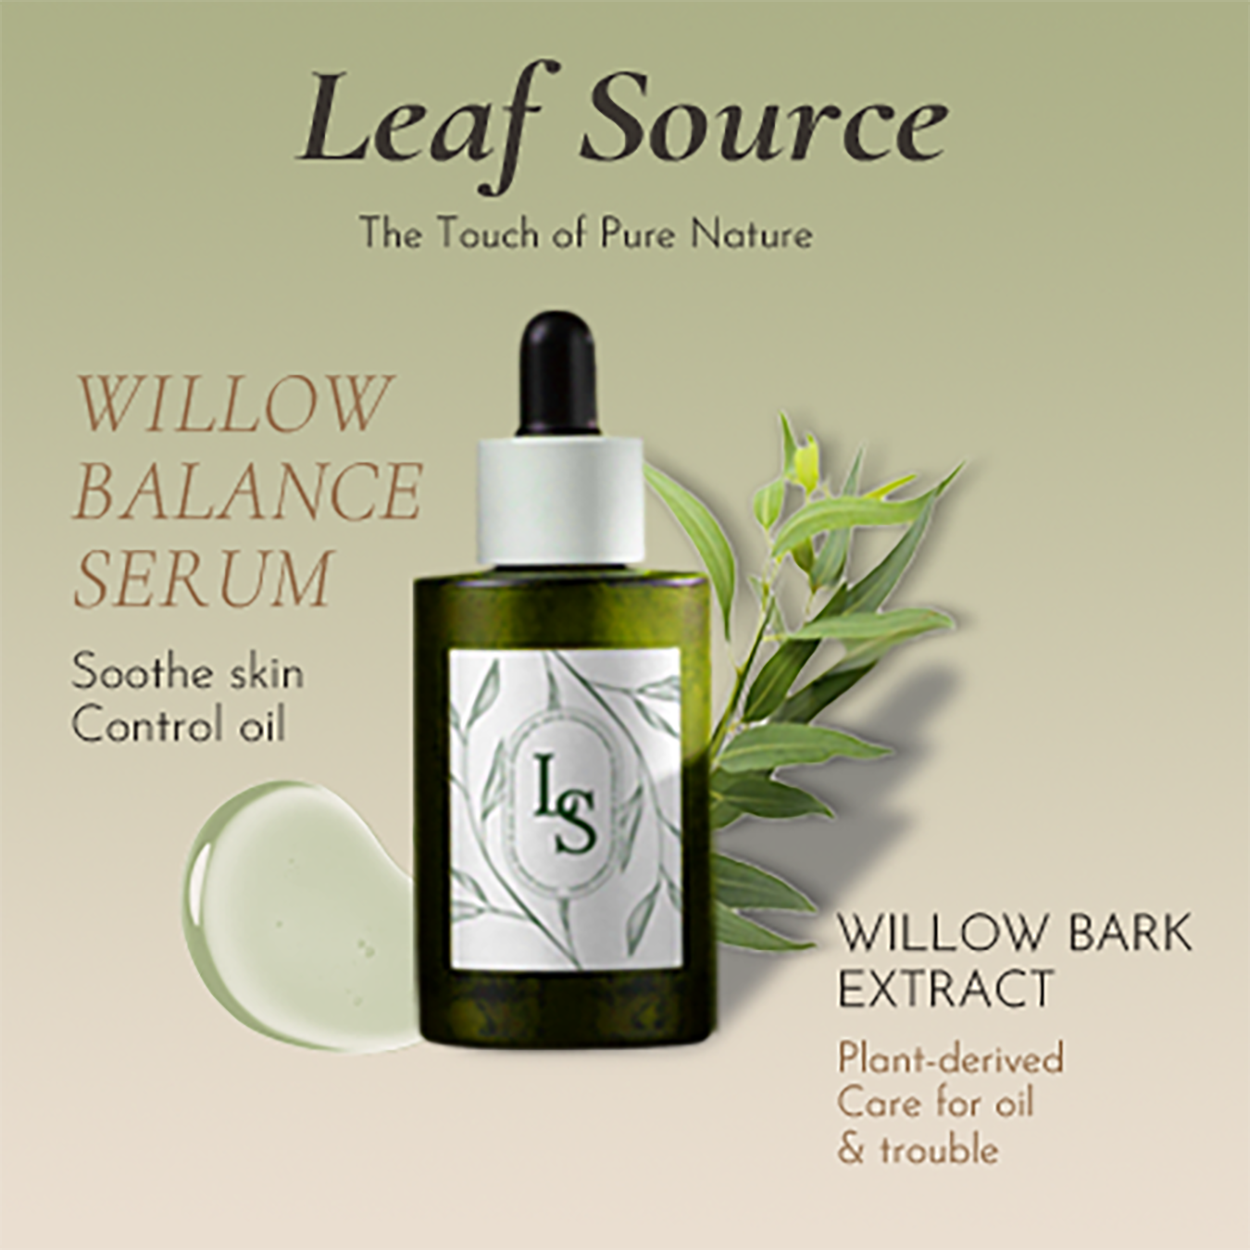 Leaf Source
The Touch of Pure Nature
WILLOW
BALANCE
SERUM
Soothe skin
Control oil
LS
WILLOW BARK
EXTRACT
Plant-derived
Care for oil
& trouble